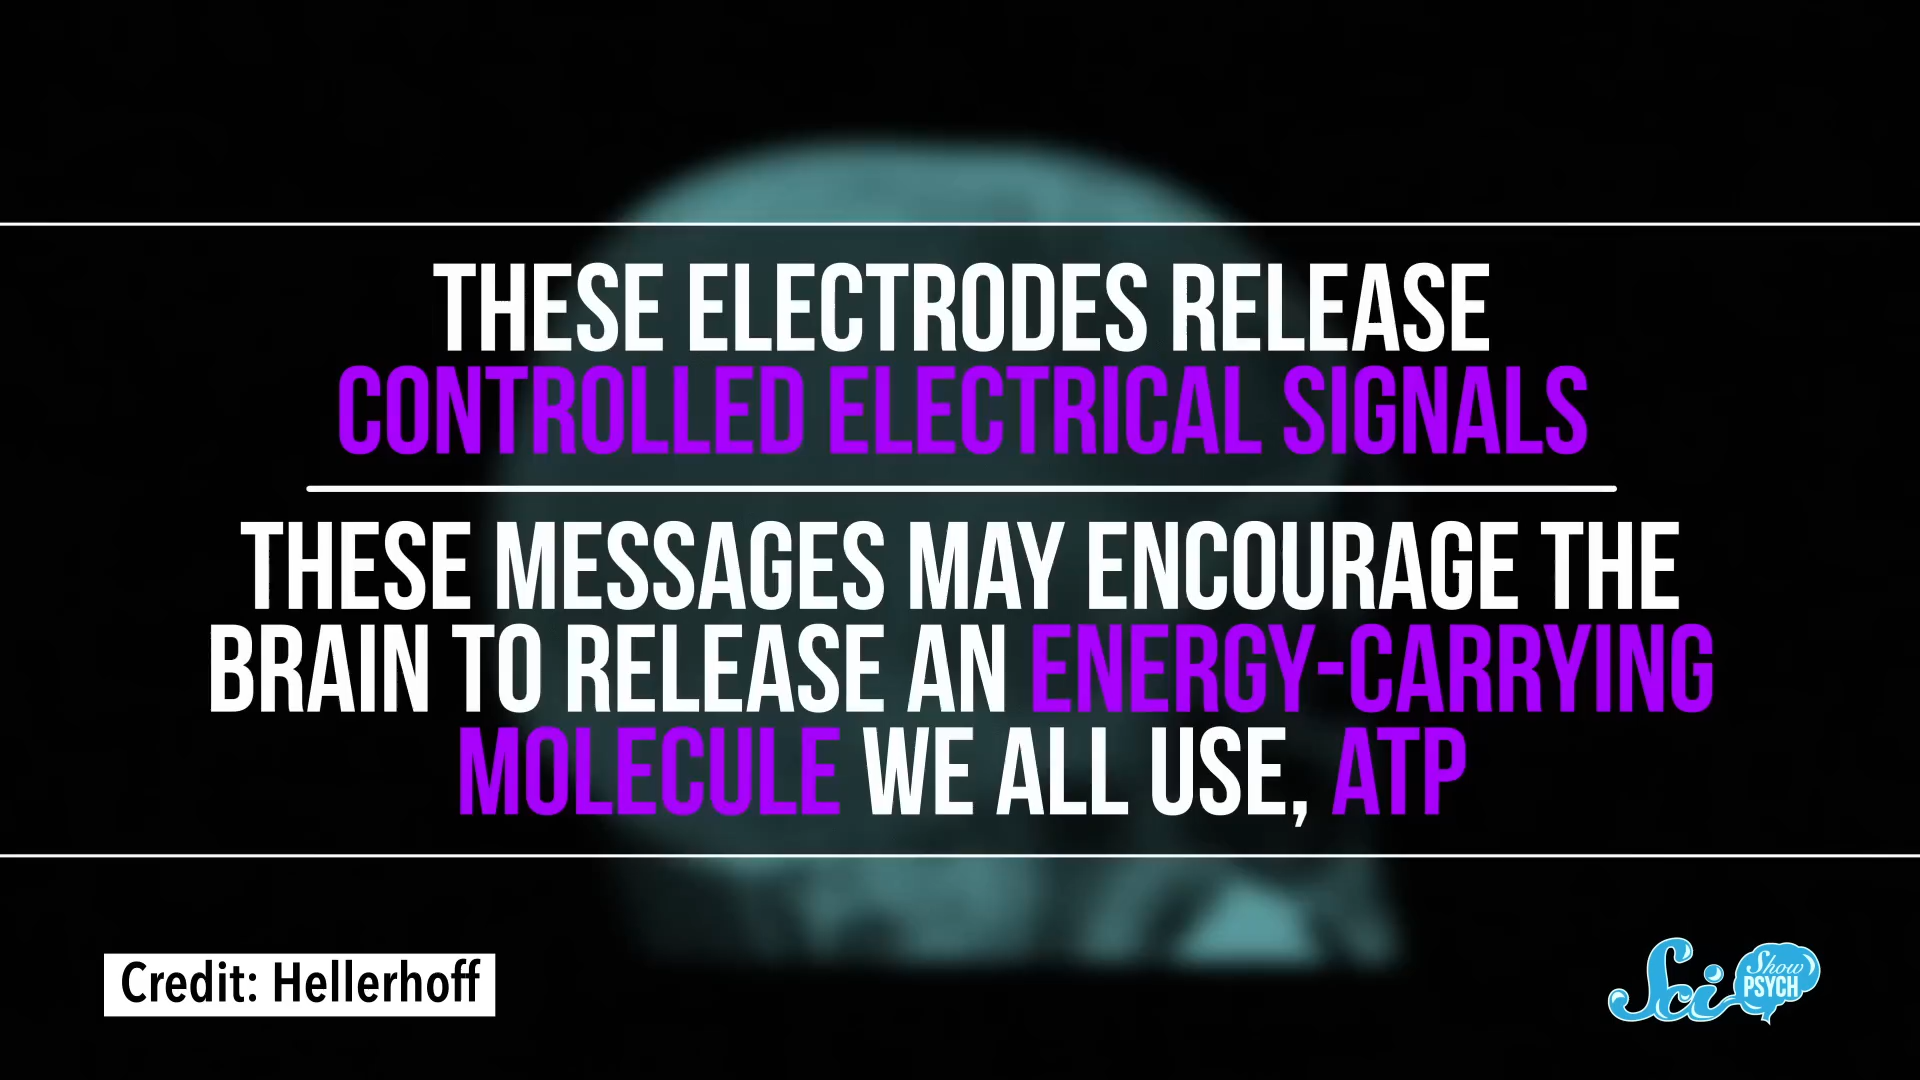 THESE ELECTRODES RELEASE
CONTROLLED ELECTRICAL SIGNALS
THESE MESSAGES MAY ENCOURAGE THE
BRAIN TO RELEASE AN ENERGY-CARRYING
MOLECULE WE ALL USE, ATP
Credit: Hellerhoff
Sci Show
PSYCH